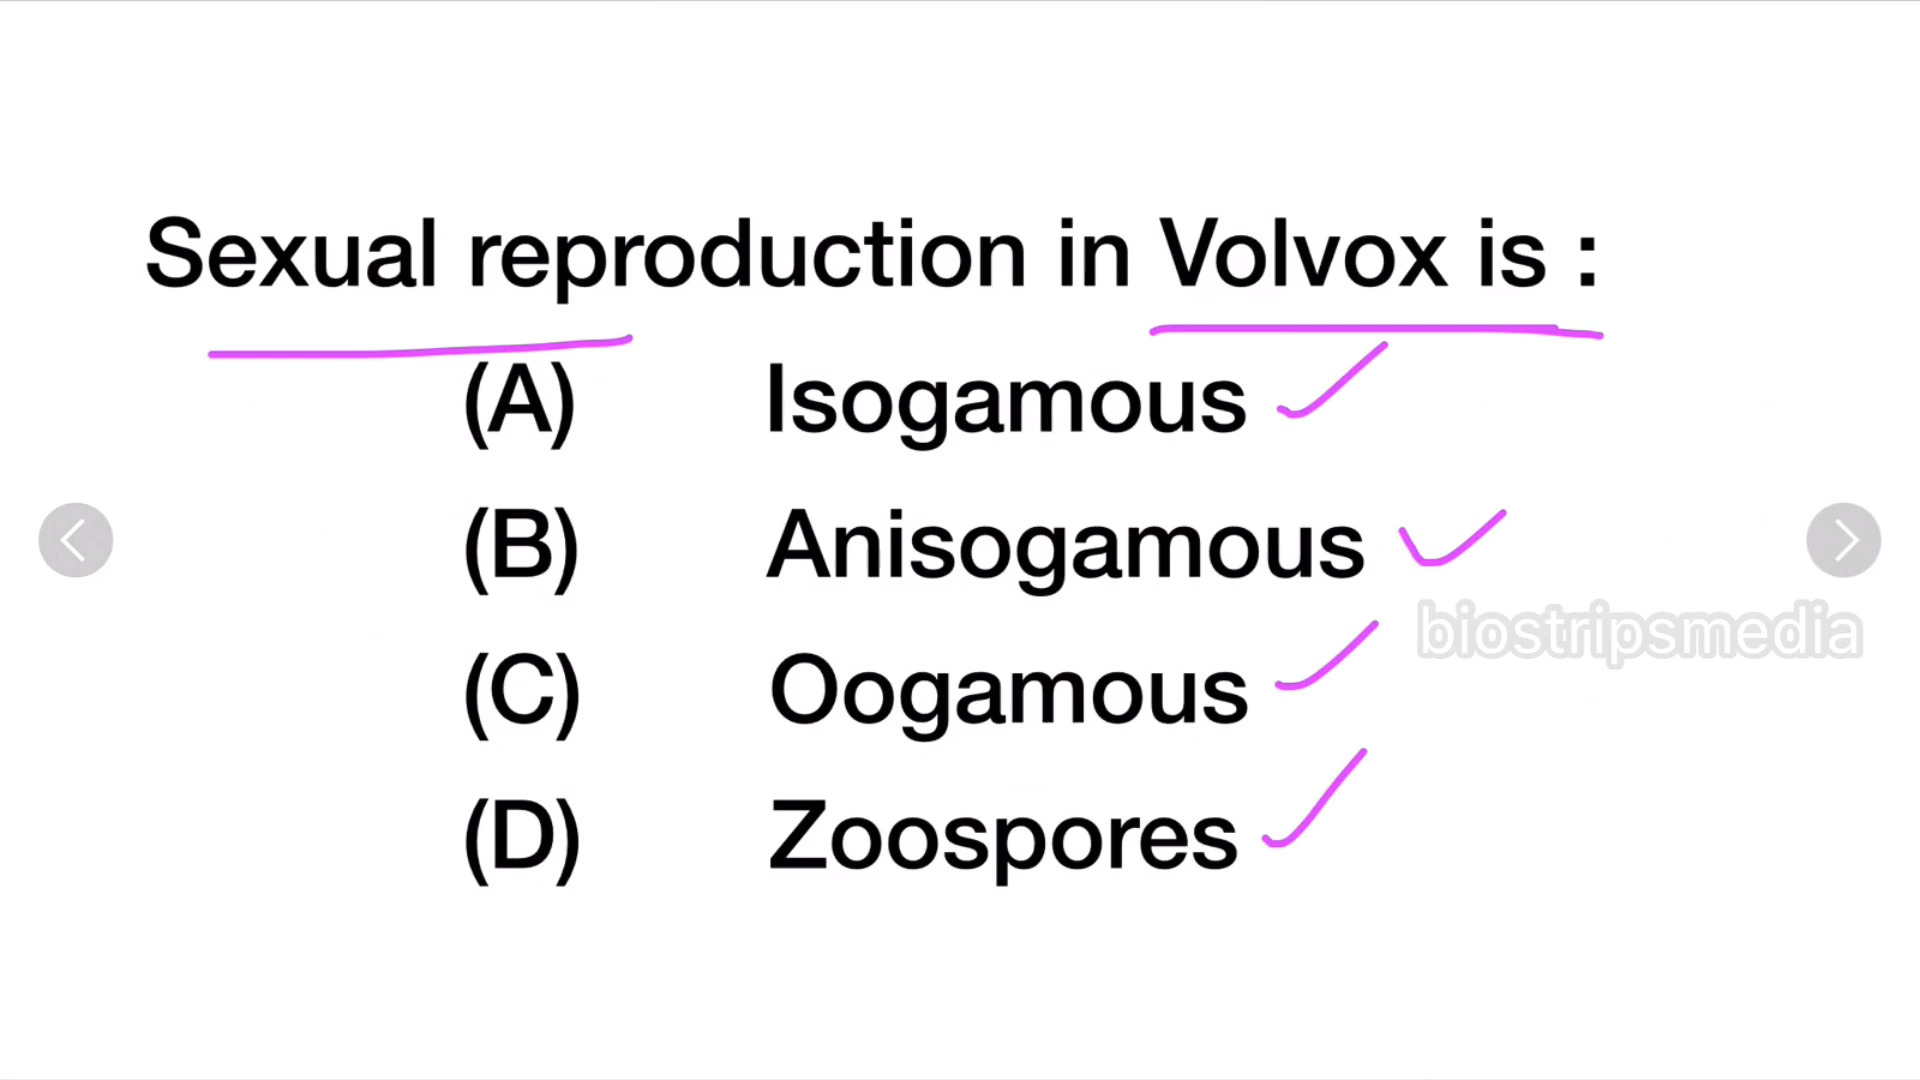 Sexual reproduction in Volvox is :
(A) Isogamous
(B) Anisogamous
biostripsmedia
(C) Oogamous
(D) Zoospores